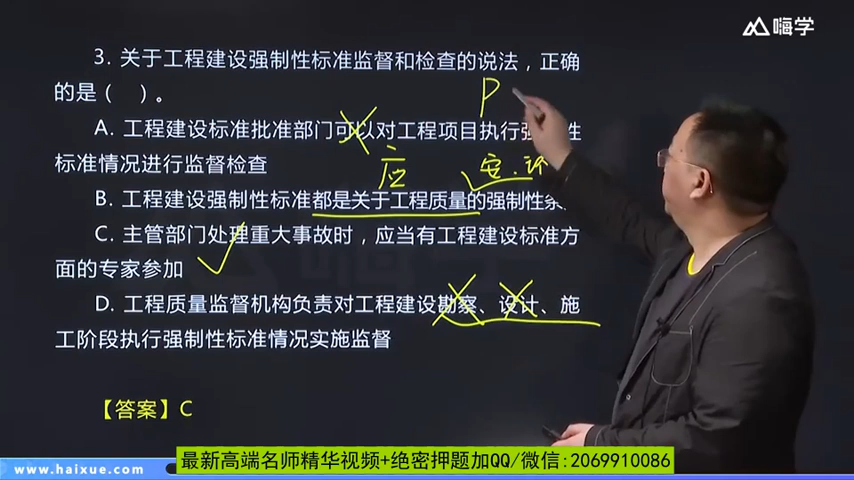 嗨学
3. 关于工程建设强制性标准监督和检查的说法，正确
的是（　）。
P
A. 工程建设标准批准部门可以对工程项目执行强制性
标准情况进行监督检查
应
安.环
B. 工程建设强制性标准都是关于工程质量的强制性条
C. 主管部门处理重大事故时，应当有工程建设标准方
面的专家参加
D. 工程质量监督机构负责对工程建设勘察、设计、施
工阶段执行强制性标准情况实施监督
【答案】C
最新高端名师精华视频+绝密押题加QQ/微信:2069910086
www.haixue.com